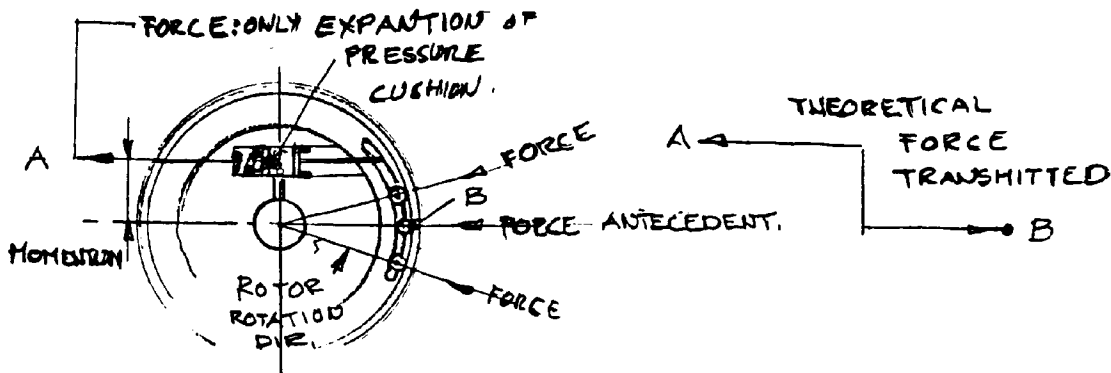 FORCE: ONLY EXPANTION OF
PRESSURE
CUSHION.
A
FORCE
B
FORCE ANTECEDENT.
MOMENTUM
ROTOR
ROTATION
DIR.
FORCE
THEORETICAL
A
FORCE
TRANSMITTED
B